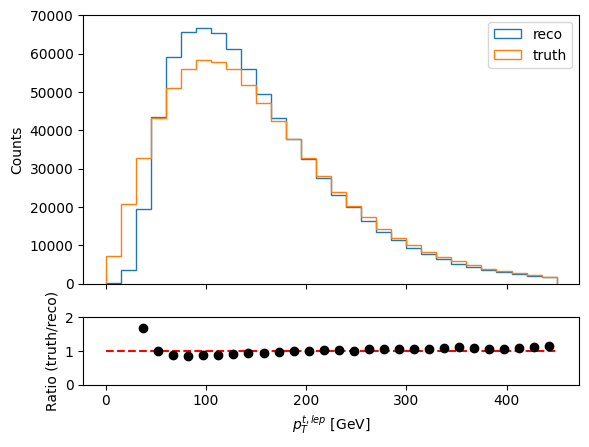 70000
60000
50000
40000
30000
20000
10000
0
Counts
reco
truth
2
1
0
Ratio (truth/reco)
0 100 200 300 400
$p_T^{t,lep}$ [GeV]